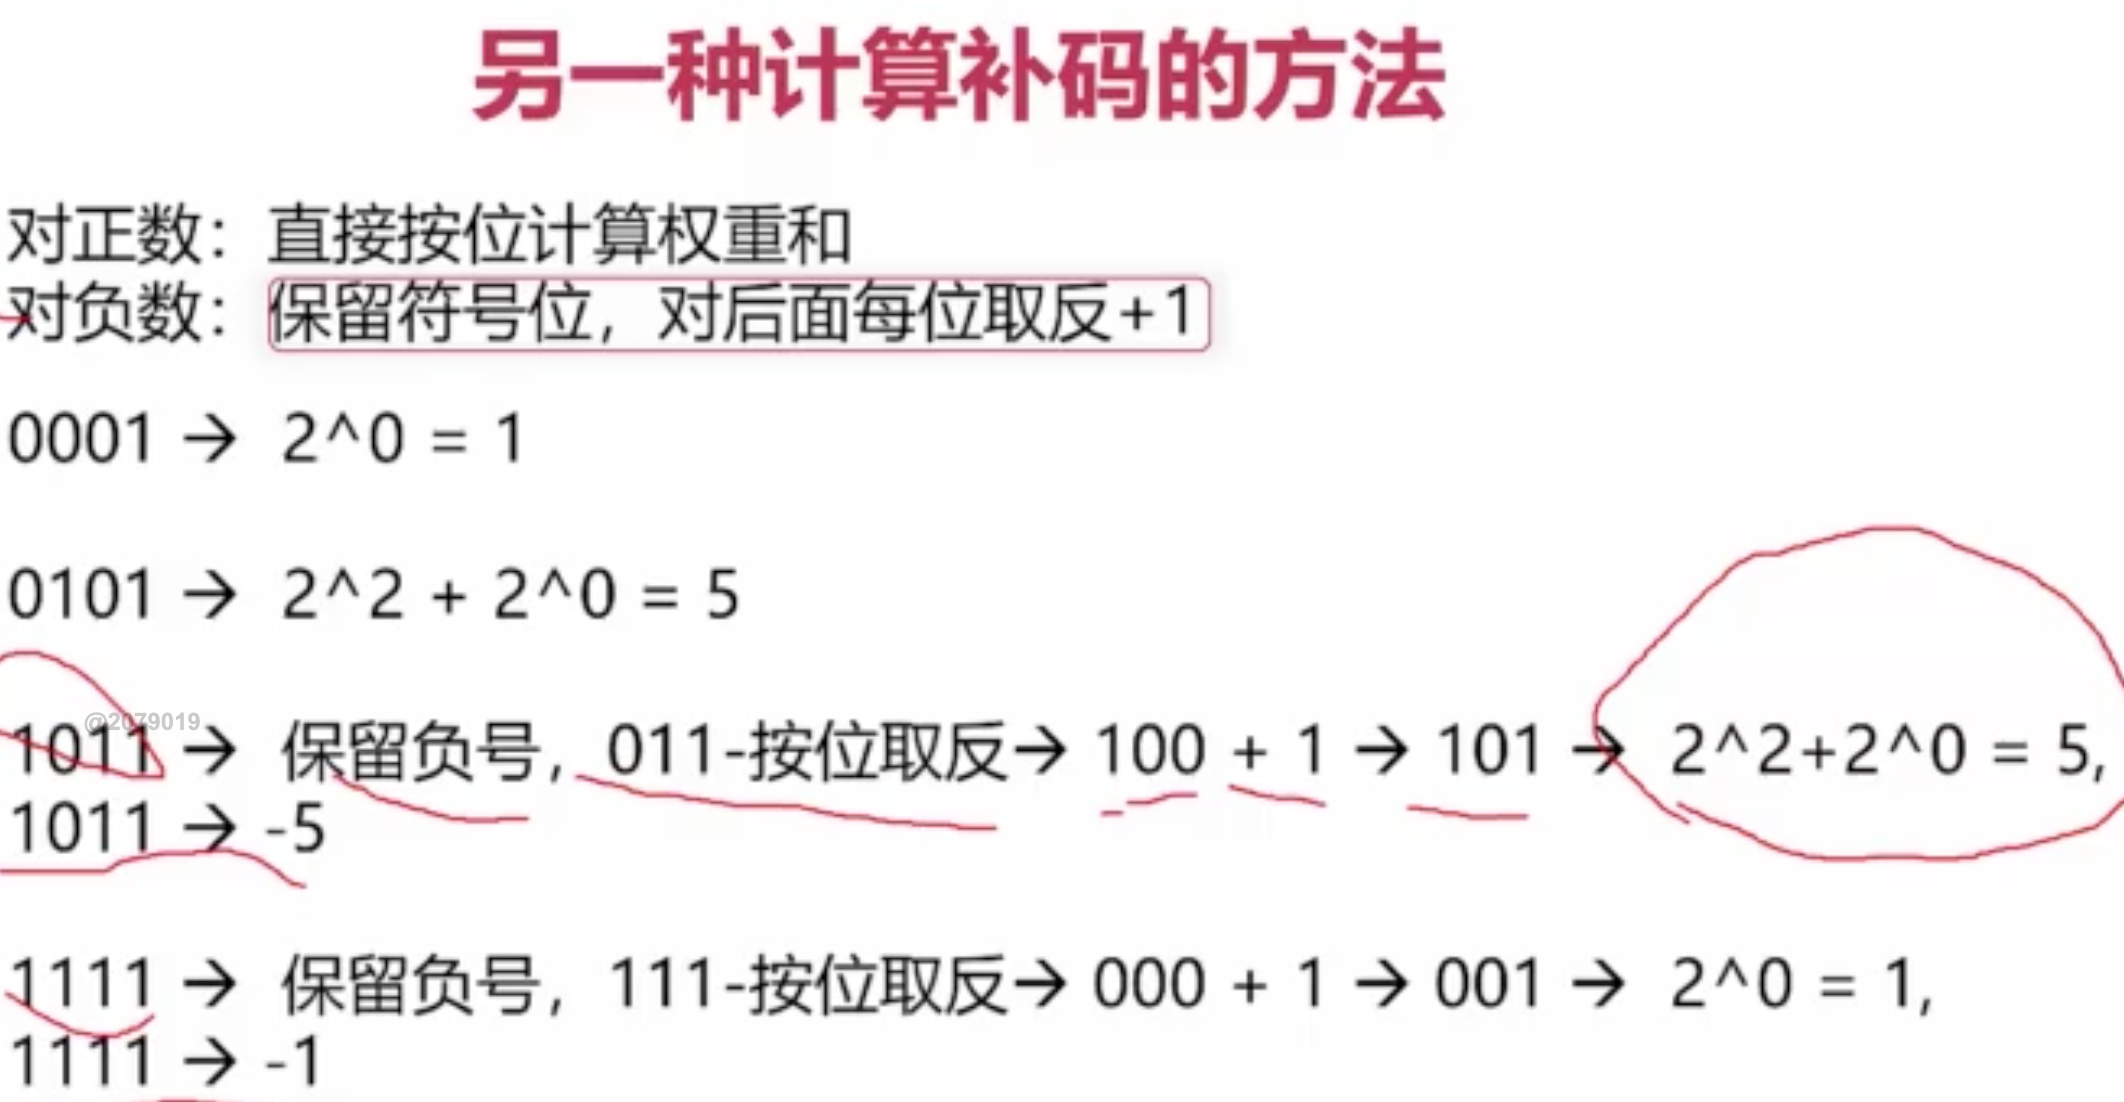 另一种计算补码的方法
对正数：直接按位计算权重和
对负数：保留符号位，对后面每位取反+1
0001 → 2^0 = 1
0101 → 2^2 + 2^0 = 5
@2079019
1011 → 保留负号，011-按位取反→ 100 + 1 → 101 → 2^2+2^0 = 5,
1011 → -5
1111 → 保留负号，111-按位取反→ 000 + 1 → 001 → 2^0 = 1,
1111 → -1